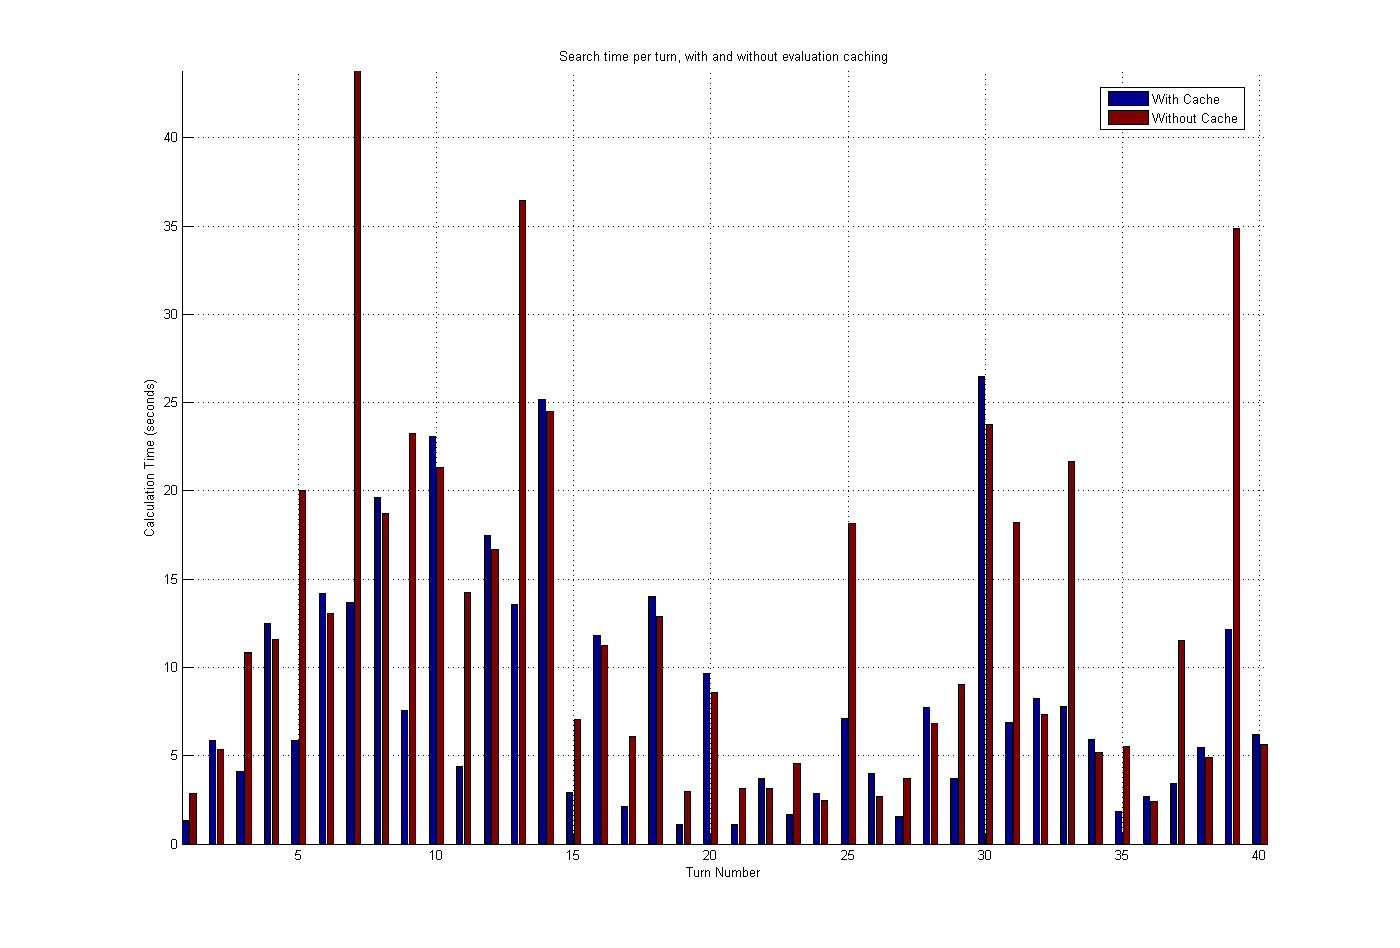 Search time per turn, with and without evaluation caching
With Cache
Without Cache
40
35
30
25
20
15
10
5
0
Calculation Time (seconds)
5 10 15 20 25 30 35 40
Turn Number